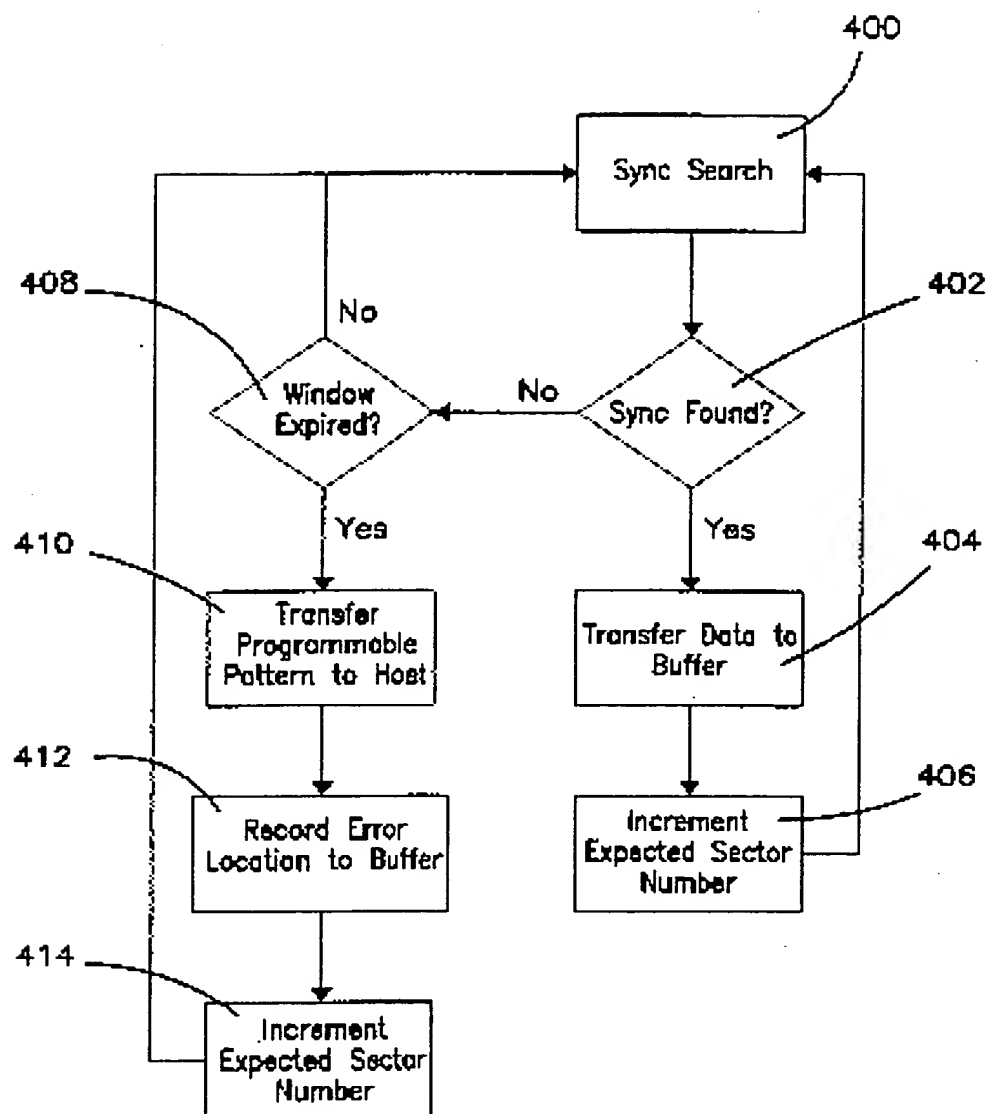 400
Sync Search
408
402
No
Window
Expired?
No
Sync Found?
Yes
Yes
410
404
Transfer
Programmable
Pattern to Host
Transfer Data to
Buffer
412
406
Record Error
Location to Buffer
Increment
Expected Sector
Number
414
Increment
Expected Sector
Number